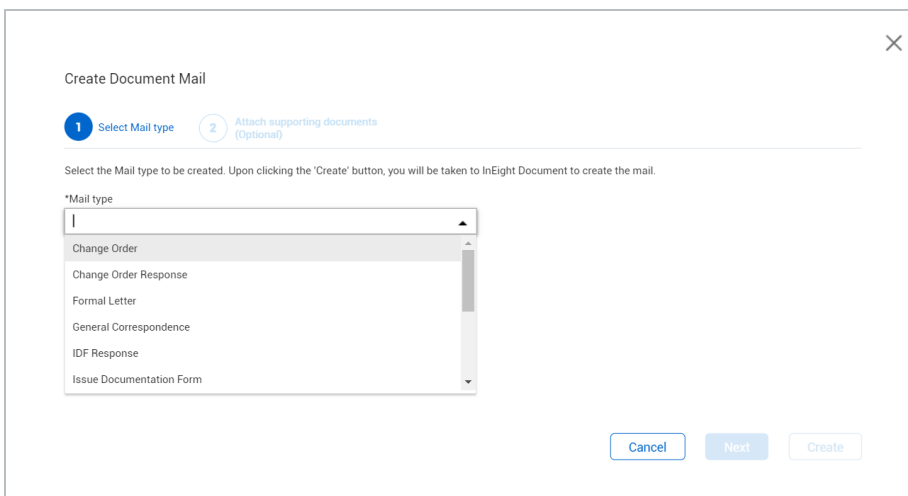 Create Document Mail
1 Select Mail type
2 Attach supporting documents
(Optional)
Select the Mail type to be created. Upon clicking the 'Create' button, you will be taken to InEight Document to create the mail.
*Mail type
Change Order
Change Order Response
Formal Letter
General Correspondence
IDF Response
Issue Documentation Form
Cancel Next Create